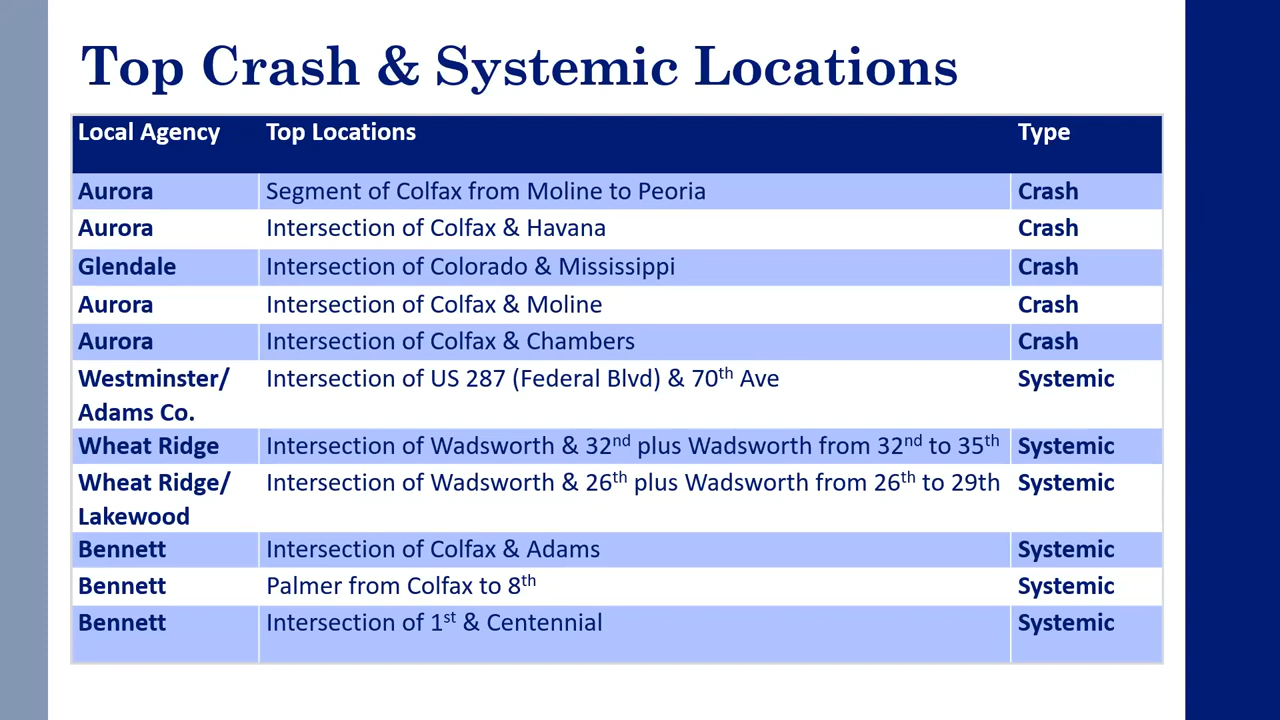 Top Crash & Systemic Locations
Local Agency Top Locations Type
Aurora Segment of Colfax from Moline to Peoria Crash
Aurora Intersection of Colfax & Havana Crash
Glendale Intersection of Colorado & Mississippi Crash
Aurora Intersection of Colfax & Moline Crash
Aurora Intersection of Colfax & Chambers Crash
Westminster/ Intersection of US 287 (Federal Blvd) & 70th Ave Systemic
Adams Co.
Wheat Ridge Intersection of Wadsworth & 32nd plus Wadsworth from 32nd to 35th Systemic
Wheat Ridge/ Intersection of Wadsworth & 26th plus Wadsworth from 26th to 29th Systemic
Lakewood
Bennett Intersection of Colfax & Adams Systemic
Bennett Palmer from Colfax to 8th Systemic
Bennett Intersection of 1st & Centennial Systemic